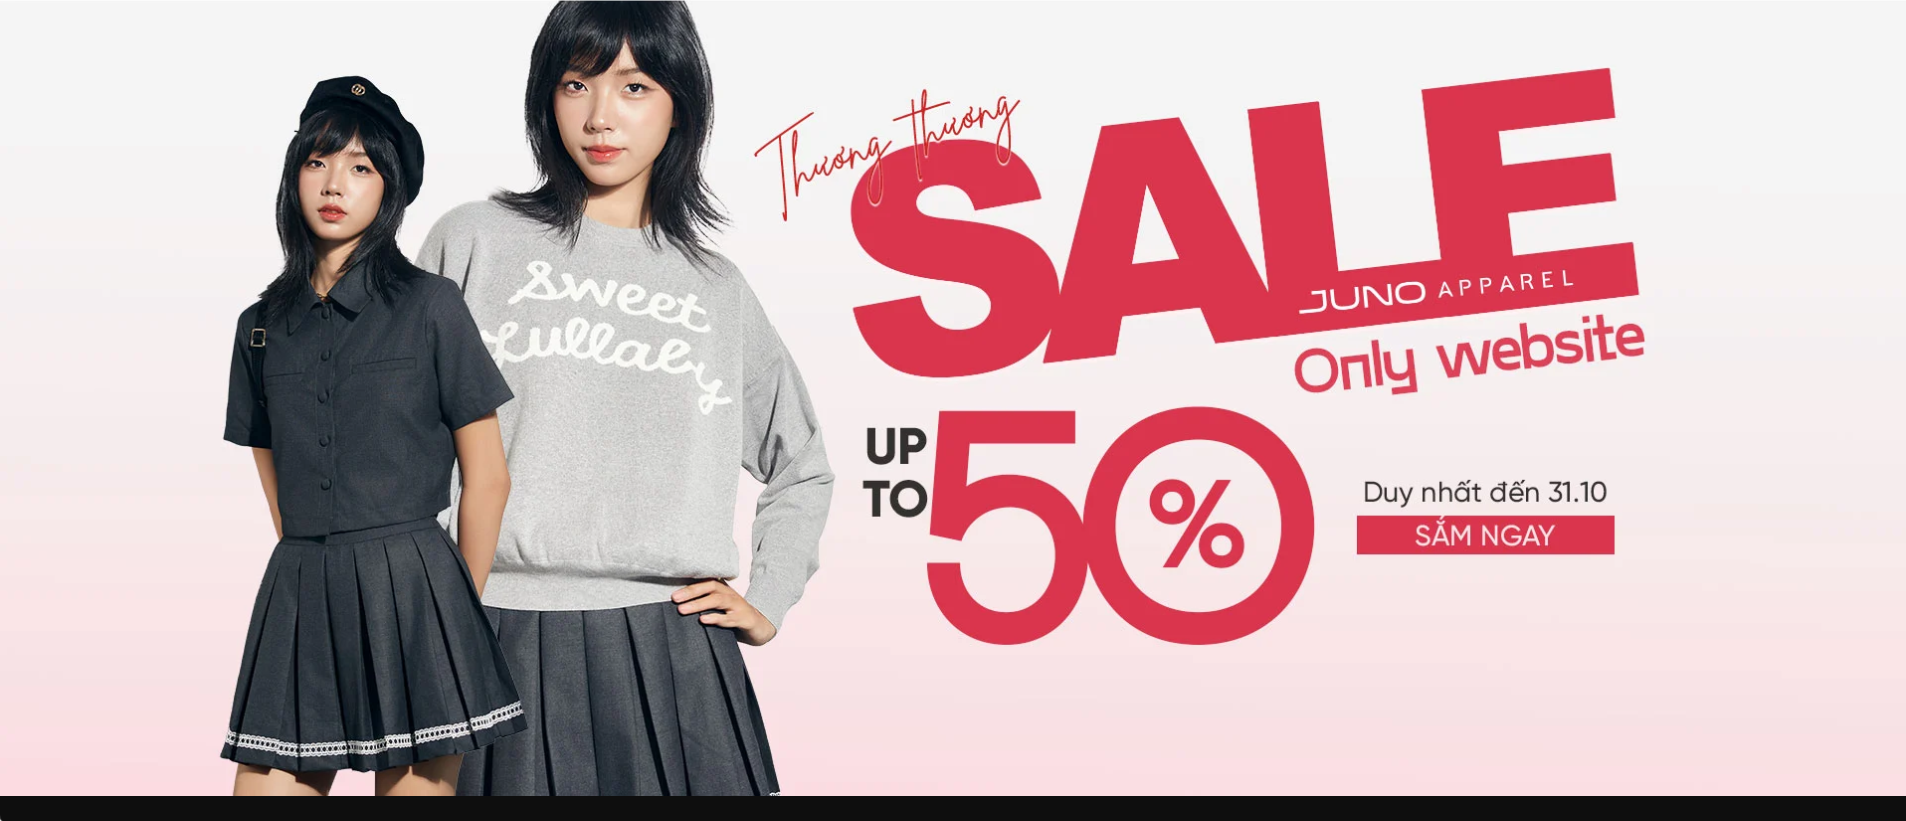 Thương thương
SALE
JUNO APPAREL
Only website
UP
TO
50%
Duy nhất đến 31.10
SẮM NGAY
Sweet
Lullaby